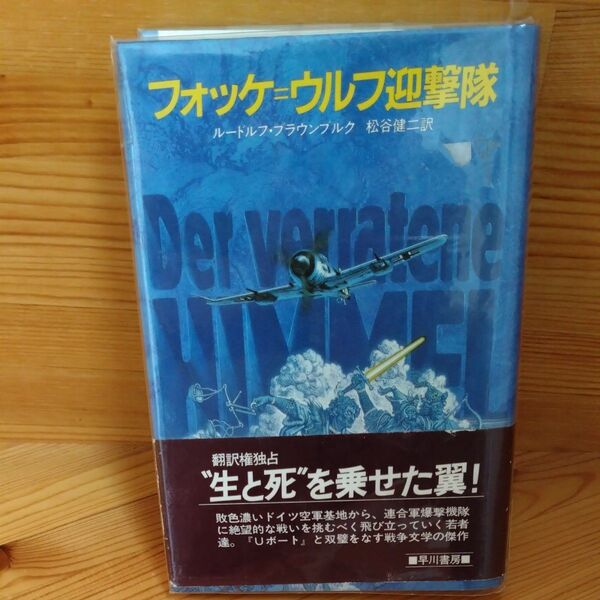 フォッケ=ウルフ迎撃隊
ルードルフ・ブラウンブルク 松谷健二訳
Der verratene
HIMMEL
翻訳権独占
“生と死”を乗せた翼!
敗色濃いドイツ空軍基地から、連合軍爆撃機隊
に絶望的な戦いを挑むべく飛び立っていく若者
達。『Uボート』と双璧をなす戦争文学の傑作
■早川書房■